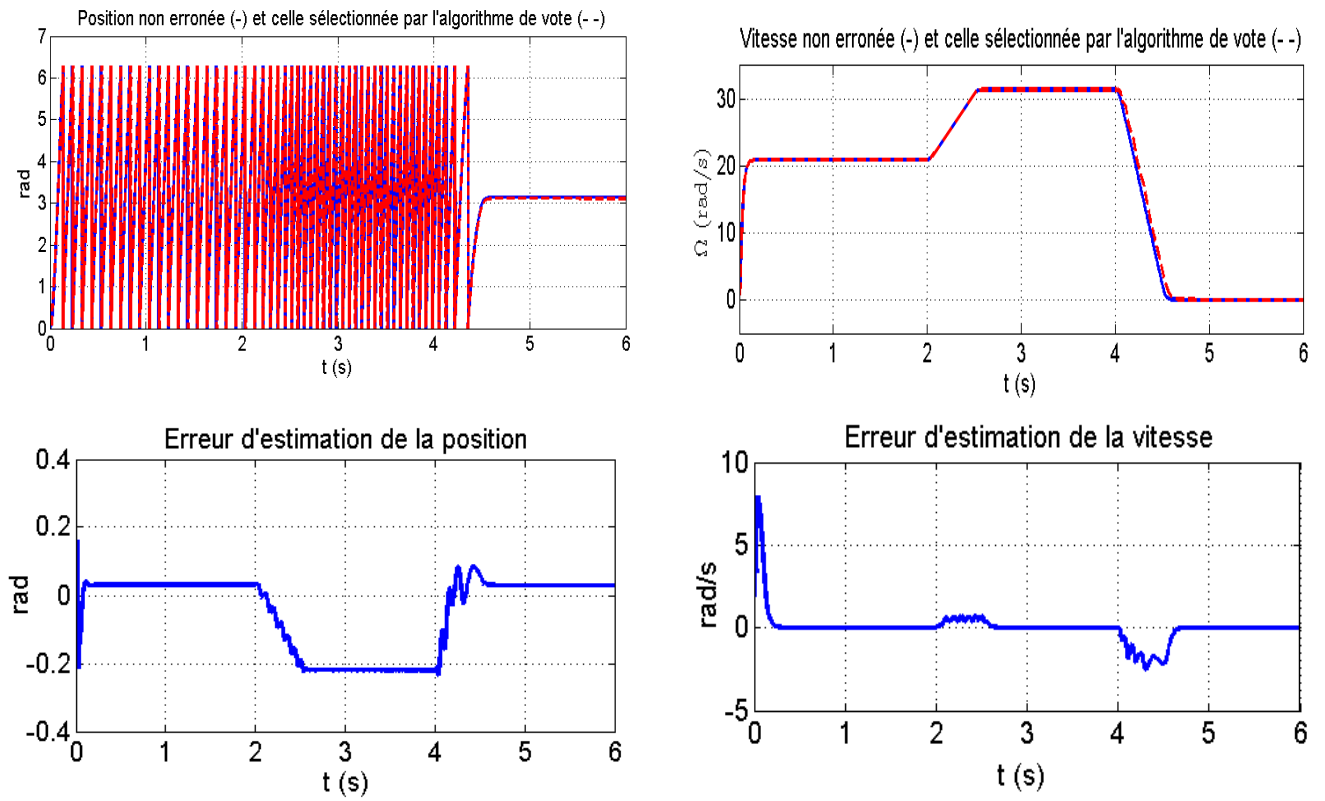 Position non erronée (-) et celle sélectionnée par l'algorithme de vote (- -)
7
6
5
4
3
2
1
0
rad
0 1 2 3 4 5 6
t (s)
Vitesse non erronée (-) et celle sélectionnée par l'algorithme de vote (- -)
30
20
10
0
Ω (rad/s)
0 1 2 3 4 5 6
t (s)
Erreur d'estimation de la position
0.4
0.2
0
-0.2
-0.4
rad
0 1 2 3 4 5 6
t (s)
Erreur d'estimation de la vitesse
10
5
0
-5
rad/s
0 1 2 3 4 5 6
t (s)